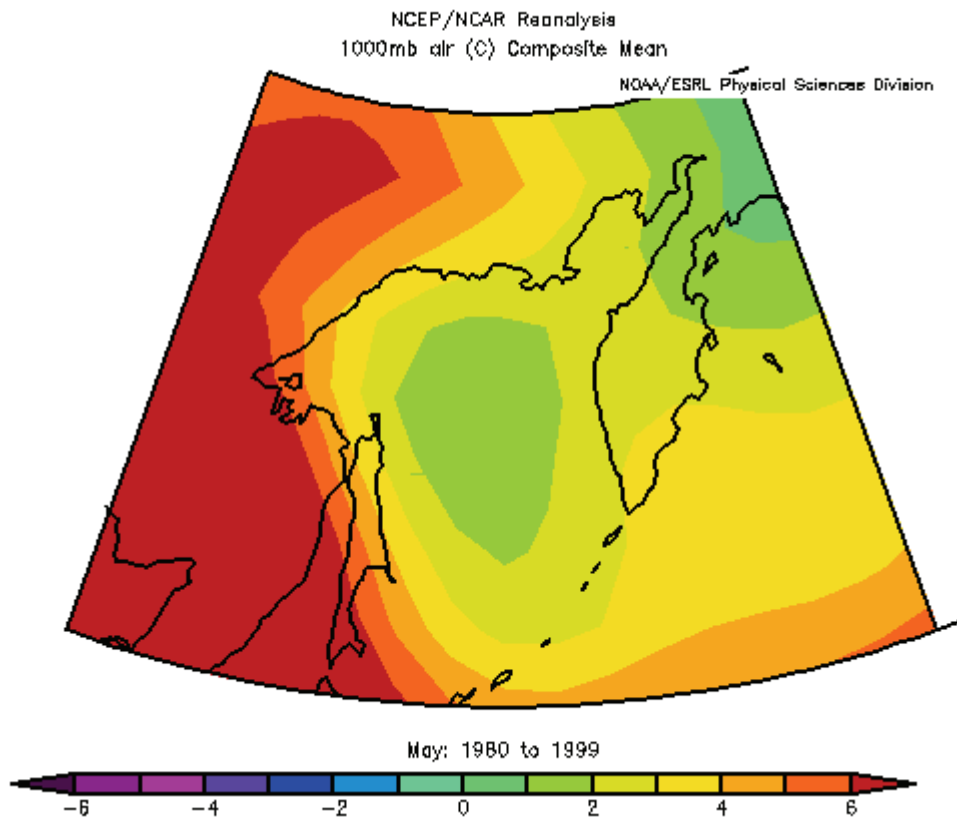 NCEP/NCAR Reanalysis
1000mb air (C) Composite Mean
NOAA/ESRL Physical Sciences Division
May: 1980 to 1999
-6 -4 -2 0 2 4 6